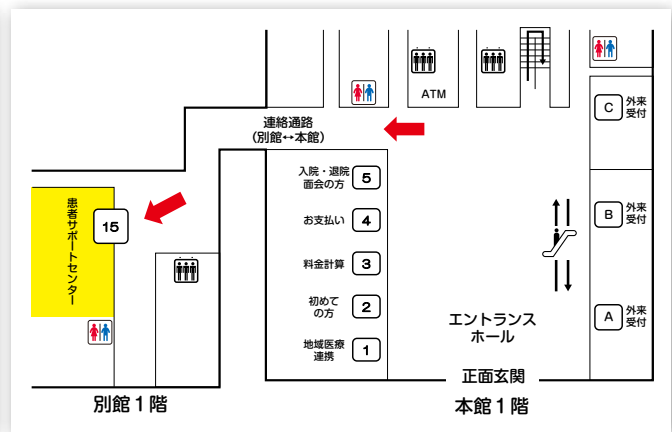 ATM
連絡通路
(別館↔本館)
入院・退院
面会の方
5
お支払い
4
料金計算
3
初めて
の方
2
地域医療
連携
1
患者サポートセンター
15
C
外来
受付
B
外来
受付
A
外来
受付
エントランス
ホール
正面玄関
別館1階
本館1階